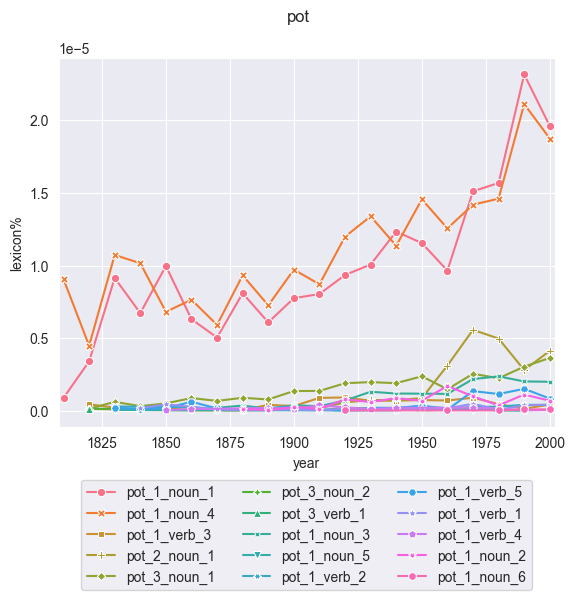 pot
1e−5
2.0
1.5
1.0
0.5
0.0
lexicon%
1825 1850 1875 1900 1925 1950 1975 2000
year
pot_1_noun_1 pot_3_noun_2 pot_1_verb_5
pot_1_noun_4 pot_3_verb_1 pot_1_verb_1
pot_1_verb_3 pot_1_noun_3 pot_1_verb_4
pot_2_noun_1 pot_1_noun_5 pot_1_noun_2
pot_3_noun_1 pot_1_verb_2 pot_1_noun_6